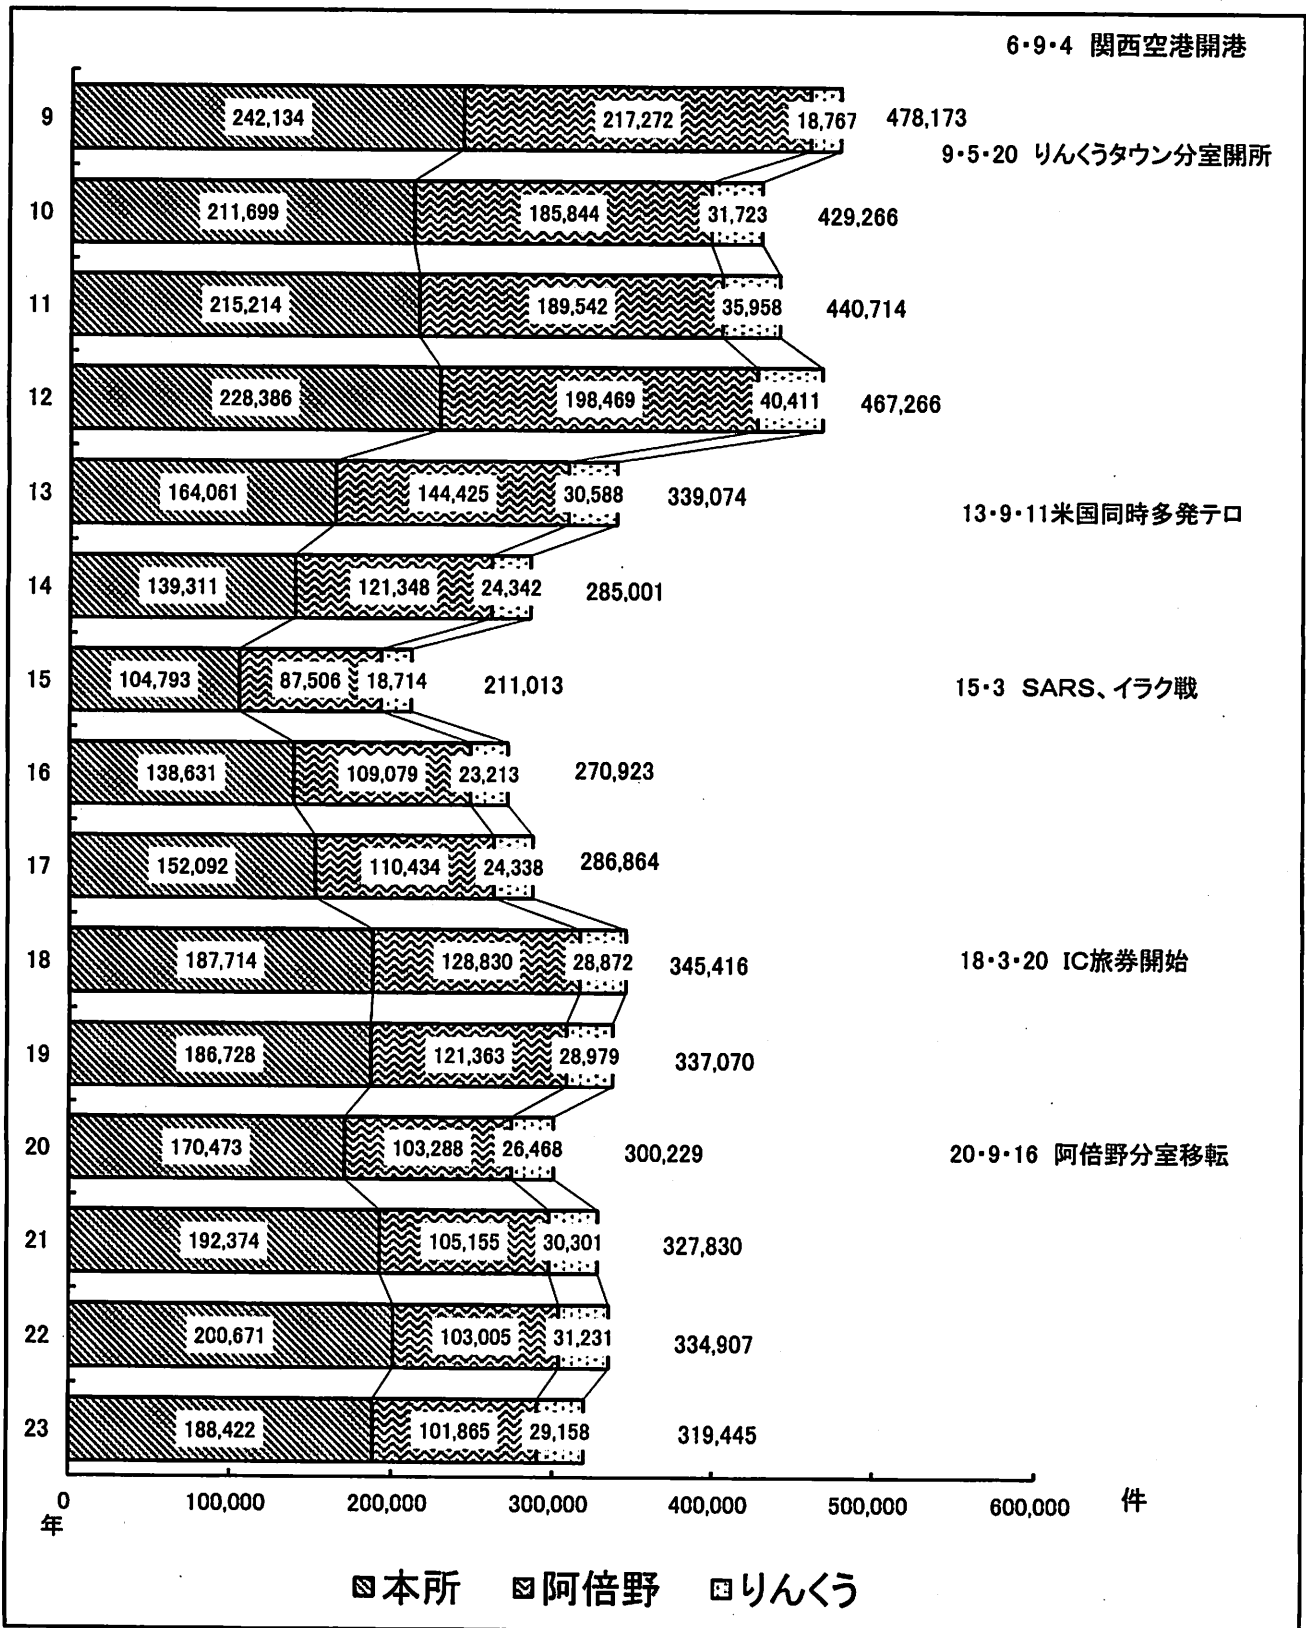 6・9・4 関西空港開港
9 242,134 217,272 18,767 478,173
9・5・20 りんくうタウン分室開所
10 211,699 185,844 31,723 429,266
11 215,214 189,542 35,958 440,714
12 228,386 198,469 40,411 467,266
13 164,061 144,425 30,588 339,074
13・9・11米国同時多発テロ
14 139,311 121,348 24,342 285,001
15 104,793 87,506 18,714 211,013 15・3 SARS、イラク戦
16 138,631 109,079 23,213 270,923
17 152,092 110,434 24,338 286,864
18 187,714 128,830 28,872 345,416 18・3・20 IC旅券開始
19 186,728 121,363 28,979 337,070
20 170,473 103,288 26,468 300,229 20・9・16 阿倍野分室移転
21 192,374 105,155 30,301 327,830
22 200,671 103,005 31,231 334,907
23 188,422 101,865 29,158 319,445
0 100,000 200,000 300,000 400,000 500,000 600,000 件
年
本所 阿倍野 りんくう